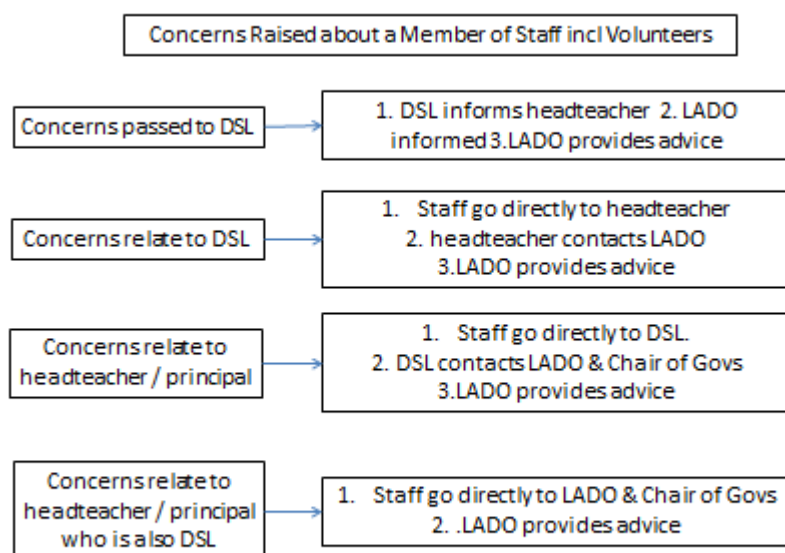 Concerns Raised about a Member of Staff incl Volunteers
Concerns passed to DSL
1. DSL informs headteacher 2. LADO
informed 3.LADO provides advice
Concerns relate to DSL
1. Staff go directly to headteacher
2. headteacher contacts LADO
3.LADO provides advice
Concerns relate to
headteacher / principal
1. Staff go directly to DSL.
2. DSL contacts LADO & Chair of Govs
3.LADO provides advice
Concerns relate to
headteacher / principal
who is also DSL
1. Staff go directly to LADO & Chair of Govs
2. .LADO provides advice